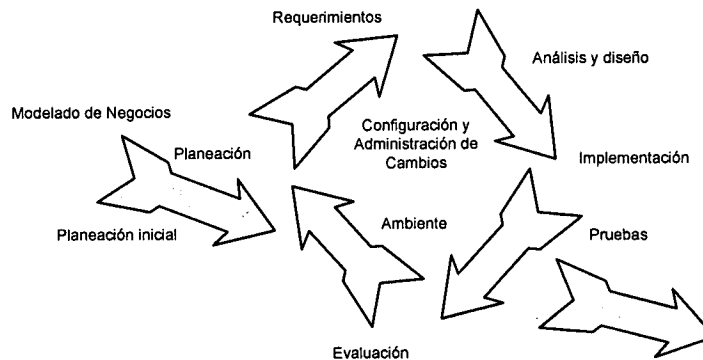 Requerimientos
Análisis y diseño
Modelado de Negocios
Configuración y
Administración de
Cambios
Planeación
Implementación
Ambiente
Pruebas
Planeación inicial
Evaluación